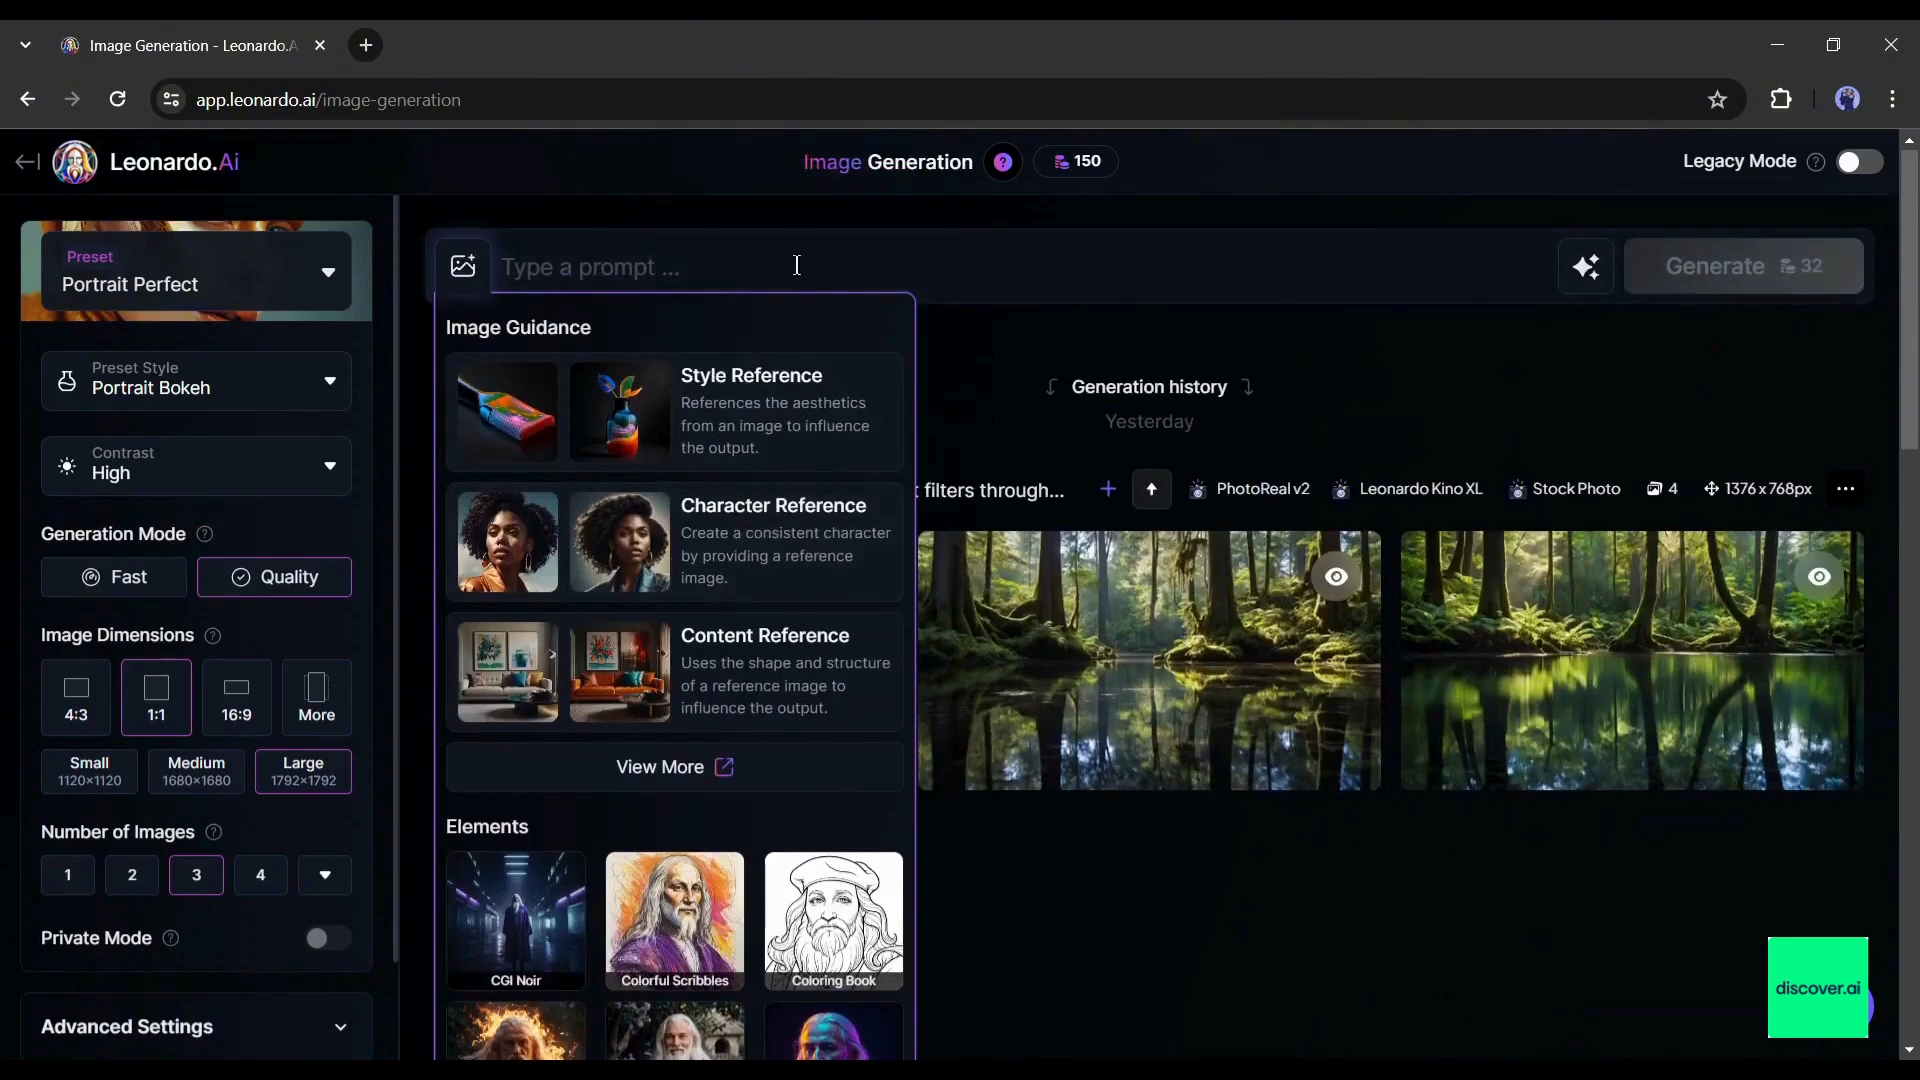 Image Generation - Leonardo.A
app.leonardo.ai/image-generation
Leonardo.Ai
Image Generation ? 150
Legacy Mode ?
Preset
Portrait Perfect
Preset Style
Portrait Bokeh
Contrast
High
Generation Mode ?
Fast
Quality
Image Dimensions ?
4:3
1:1
16:9
More
Small
1120×1120
Medium
1680×1680
Large
1792×1792
Number of Images ?
1
2
3
4
Private Mode ?
Advanced Settings
Type a prompt ...
Generate 32
Image Guidance
Style Reference
References the aesthetics
from an image to influence
the output.
Character Reference
Create a consistent character
by providing a reference
image.
Content Reference
Uses the shape and structure
of a reference image to
influence the output.
View More
Elements
CGI Noir
Colorful Scribbles
Coloring Book
Generation history
Yesterday
filters through...
PhotoReal v2
Leonardo Kino XL
Stock Photo
4
1376 x 768px
discover.ai